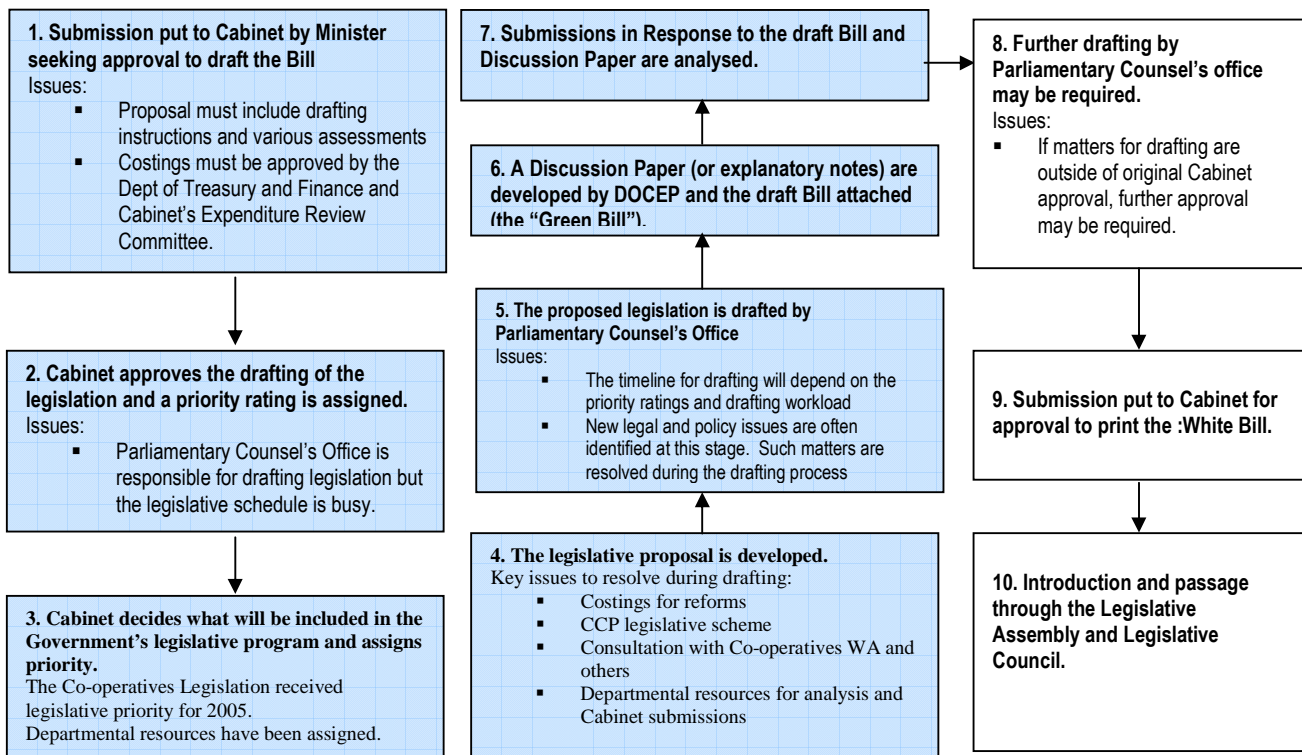 1. Submission put to Cabinet by Minister
seeking approval to draft the Bill
Issues:
▪ Proposal must include drafting
instructions and various assessments
▪ Costings must be approved by the
Dept of Treasury and Finance and
Cabinet's Expenditure Review
Committee.
2. Cabinet approves the drafting of the
legislation and a priority rating is assigned.
Issues:
▪ Parliamentary Counsel's Office is
responsible for drafting legislation but
the legislative schedule is busy.
3. Cabinet decides what will be included in the
Government's legislative program and assigns
priority.
The Co-operatives Legislation received
legislative priority for 2005.
Departmental resources have been assigned.
4. The legislative proposal is developed.
Key issues to resolve during drafting:
▪ Costings for reforms
▪ CCP legislative scheme
▪ Consultation with Co-operatives WA and
others
▪ Departmental resources for analysis and
Cabinet submissions
5. The proposed legislation is drafted by
Parliamentary Counsel's Office
Issues:
▪ The timeline for drafting will depend on the
priority ratings and drafting workload
▪ New legal and policy issues are often
identified at this stage. Such matters are
resolved during the drafting process
6. A Discussion Paper (or explanatory notes) are
developed by DOCEP and the draft Bill attached
(the "Green Bill").
7. Submissions in Response to the draft Bill and
Discussion Paper are analysed.
8. Further drafting by
Parliamentary Counsel's office
may be required.
Issues:
▪ If matters for drafting are
outside of original Cabinet
approval, further approval
may be required.
9. Submission put to Cabinet for
approval to print the :White Bill.
10. Introduction and passage
through the Legislative
Assembly and Legislative
Council.